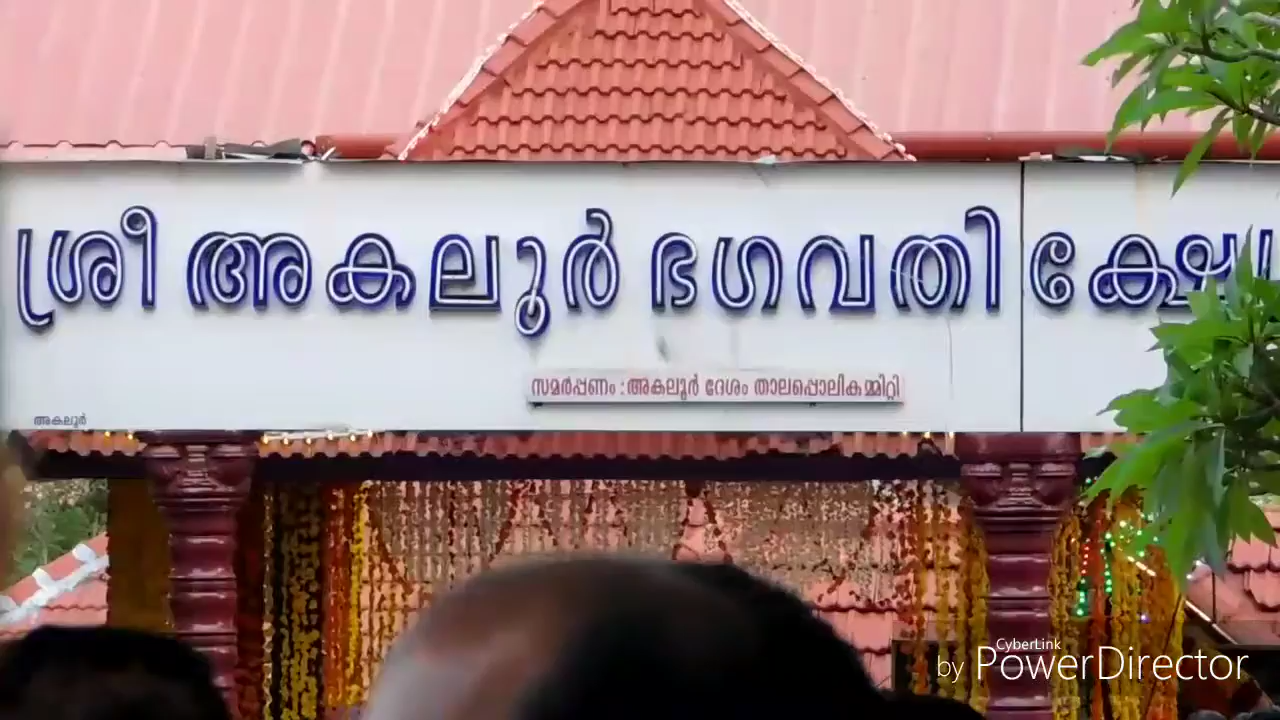 ശ്രീ അകലൂർ ഭഗവതി
സമർപ്പണം : അകലൂർ ദേശം താലപ്പൊലികമ്മിറ്റി
അകലൂർ
CyberLink
by PowerDirector